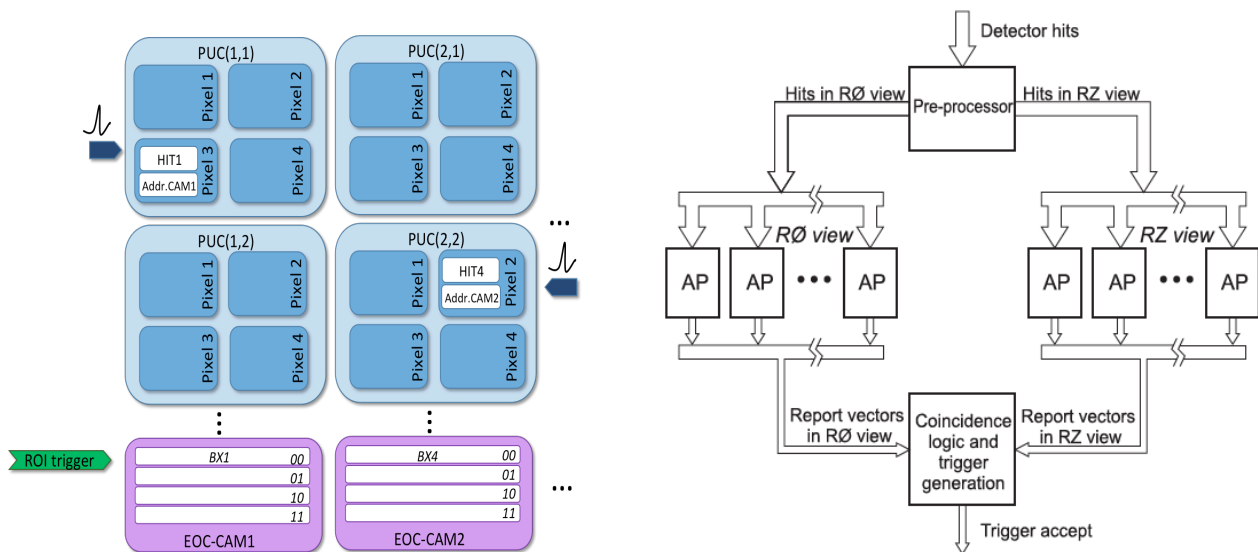 PUC(1,1)
Pixel 1
Pixel 2
HIT1
Addr.CAM1
Pixel 3
Pixel 4
PUC(2,1)
Pixel 1
Pixel 2
Pixel 3
Pixel 4
...
PUC(1,2)
Pixel 1
Pixel 2
Pixel 3
Pixel 4
PUC(2,2)
Pixel 1
HIT4
Addr.CAM2
Pixel 2
Pixel 3
Pixel 4
ROI trigger
BX1 00
01
10
11
EOC-CAM1
BX4 00
01
10
11
EOC-CAM2
...
Detector hits
Hits in RØ view
Pre-processor
Hits in RZ view
RØ view
AP
AP
•••
AP
RZ view
AP
AP
•••
AP
Report vectors
in RØ view
Coincidence
logic and
trigger
generation
Report vectors
in RZ view
Trigger accept